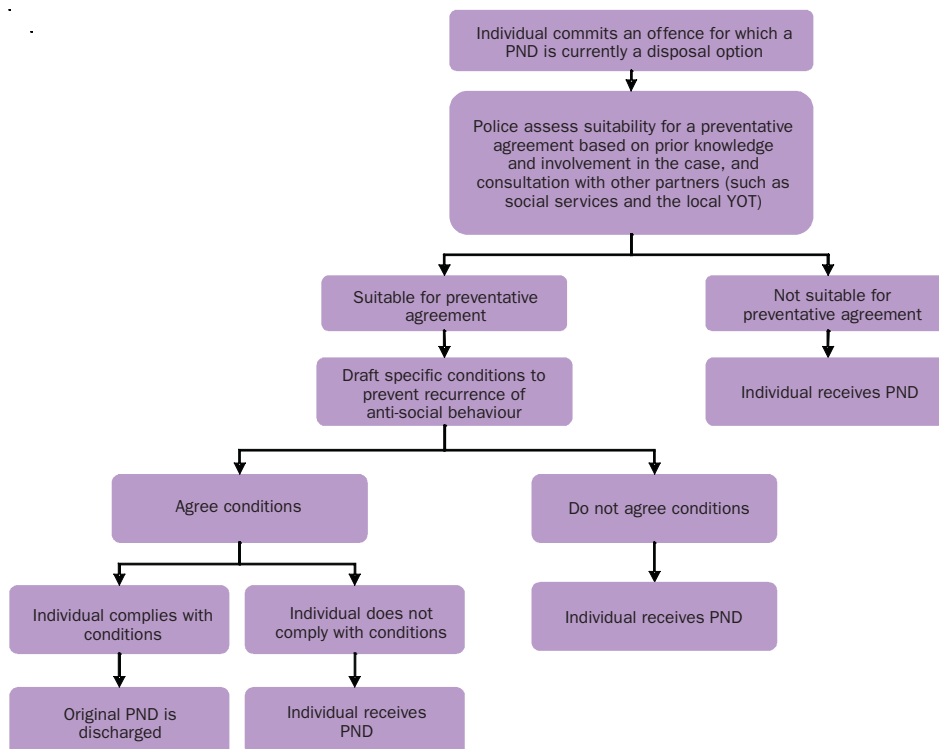 Individual commits an offence for which a
PND is currently a disposal option
Police assess suitability for a preventative
agreement based on prior knowledge
and involvement in the case, and
consultation with other partners (such as
social services and the local YOT)
Suitable for preventative
agreement
Not suitable for
preventative agreement
Draft specific conditions to
prevent recurrence of
anti-social behaviour
Individual receives PND
Agree conditions
Do not agree conditions
Individual complies with
conditions
Individual does not
comply with conditions
Individual receives PND
Original PND is
discharged
Individual receives
PND